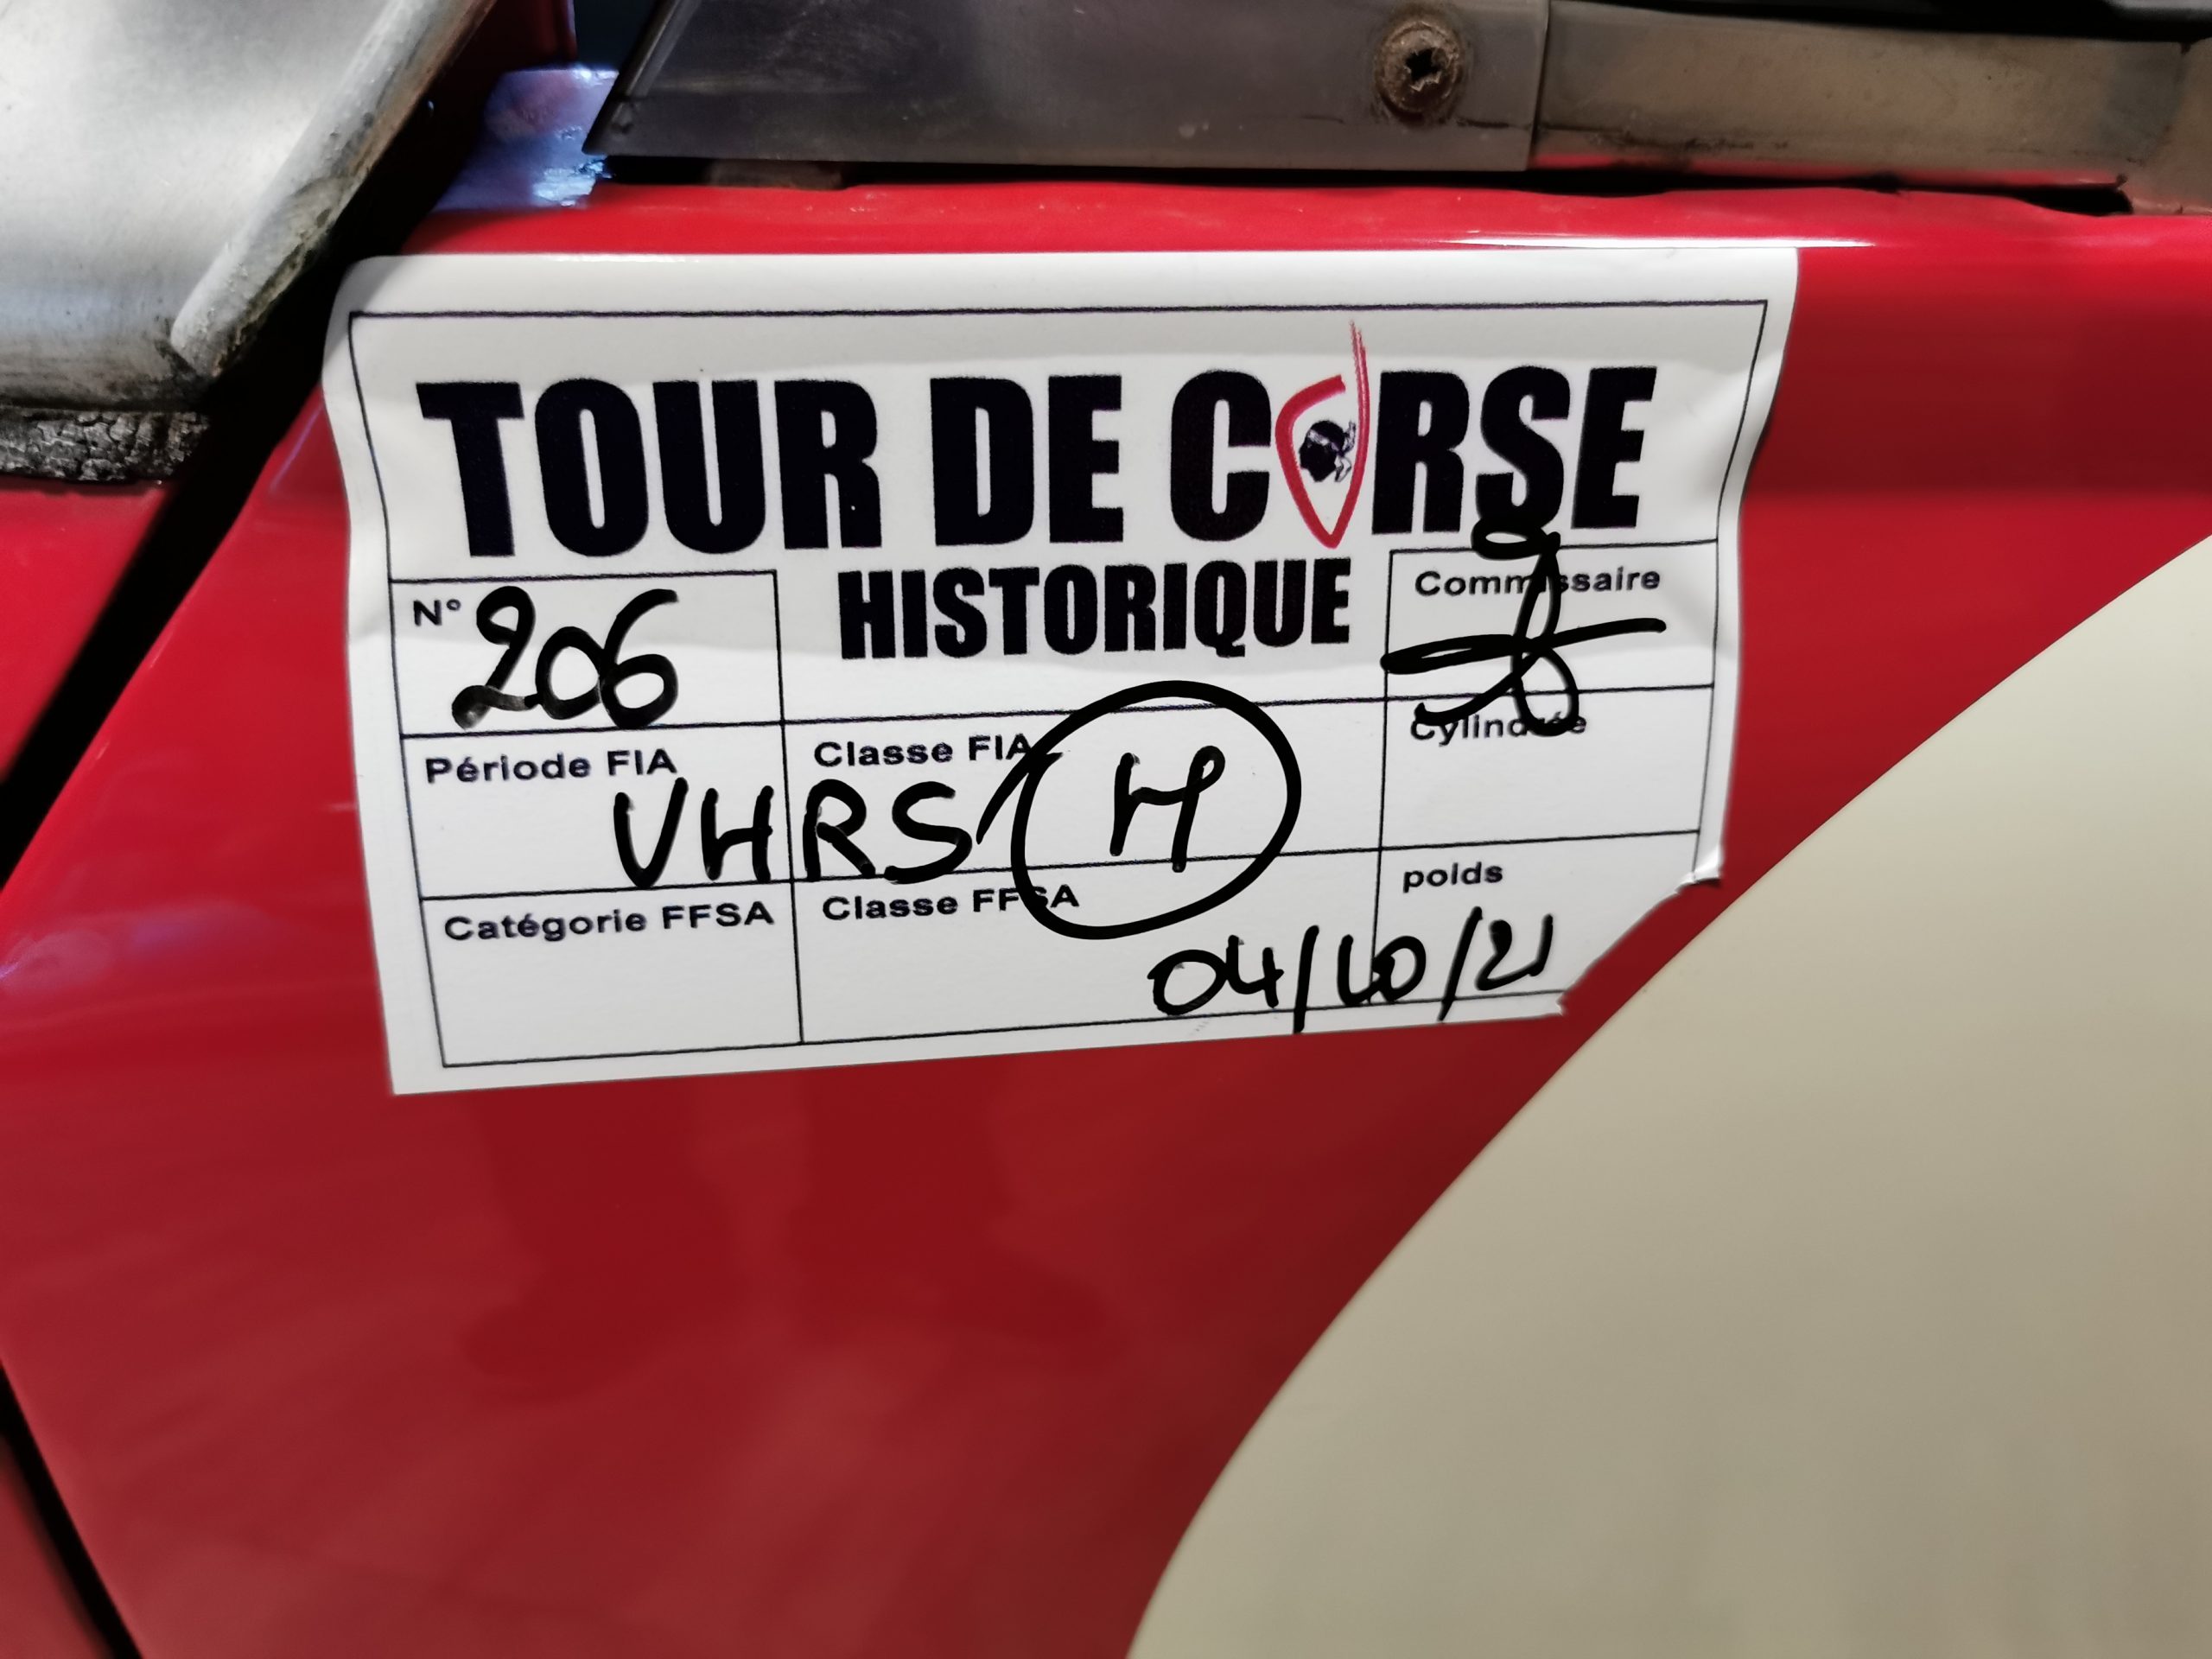 TOUR DE CORSE
HISTORIQUE
N° 206
Commissaire
Période FIA
Classe FIA
Cylindrée
VHRS H
Catégorie FFSA
Classe FFSA
poids
04/10/21